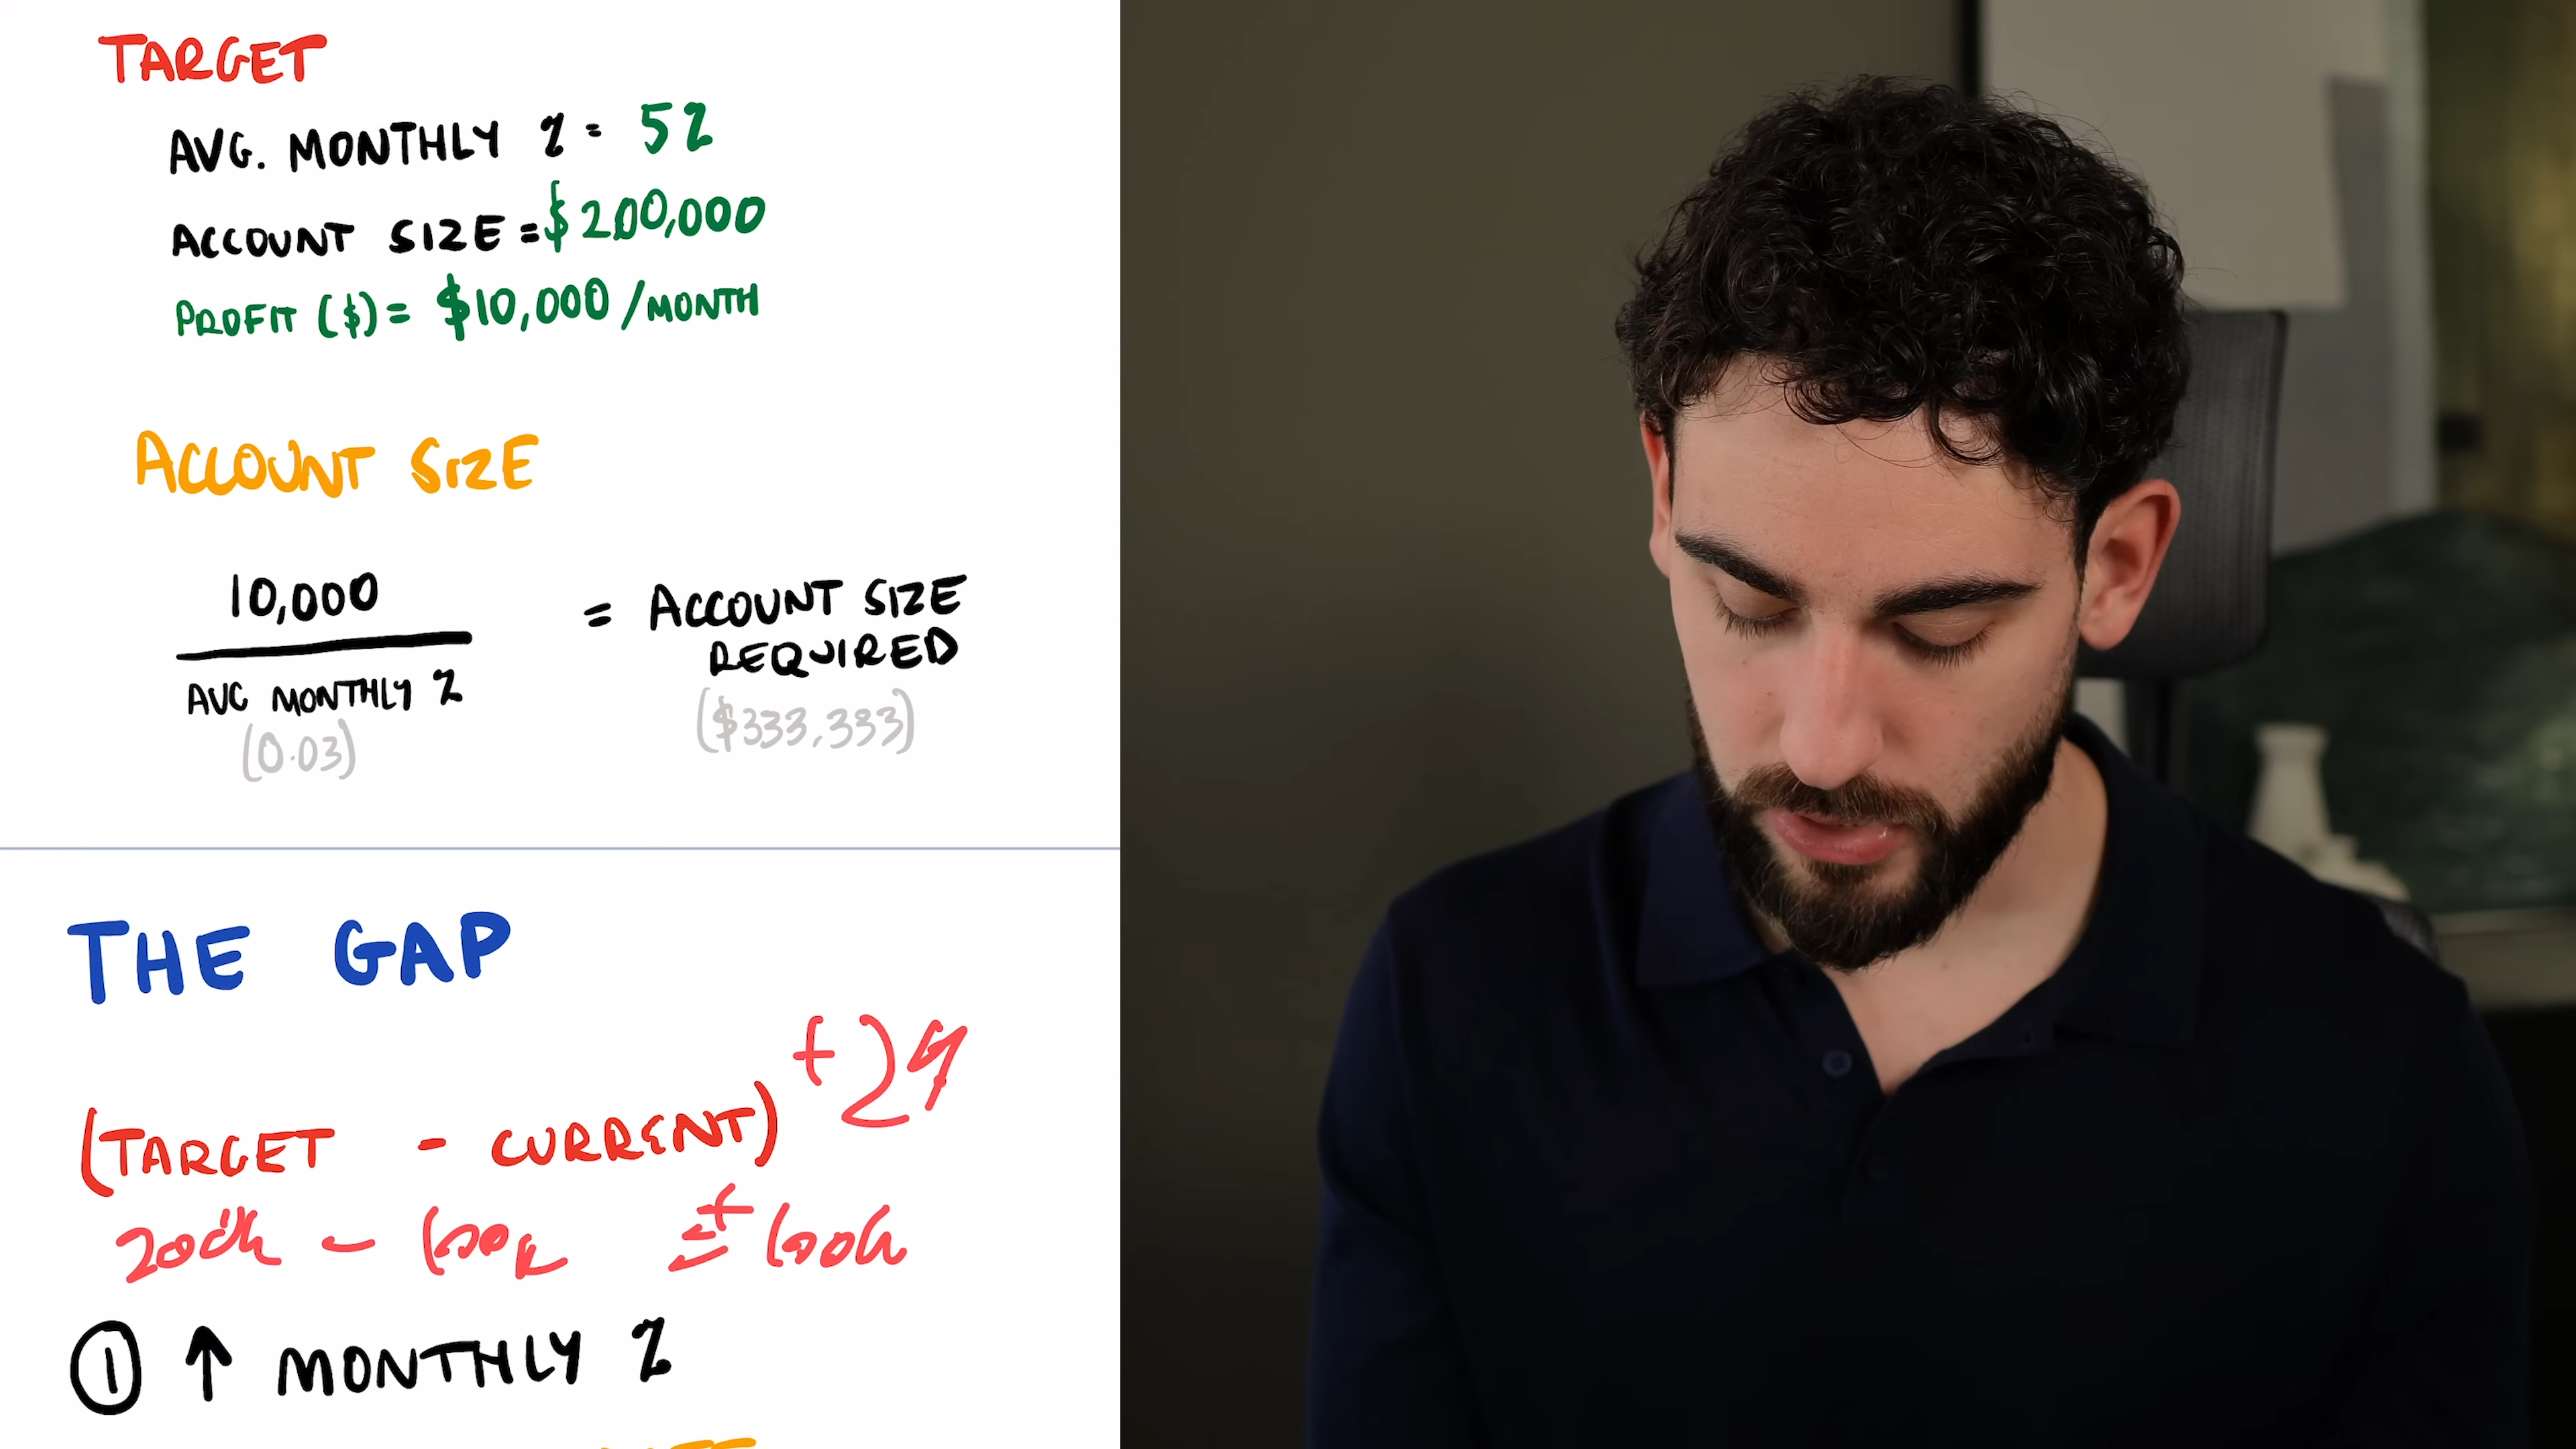 TARGET
AVG. MONTHLY % = 5%
ACCOUNT SIZE = $200,000
PROFIT ($) = $10,000 /MONTH
ACCOUNT SIZE
10,000
AVG MONTHLY %
(0.03)
= ACCOUNT SIZE
REQUIRED
($333,333)
THE GAP
+2%
(TARGET - CURRENT)
200k - 100k = +100k
① ↑ MONTHLY %